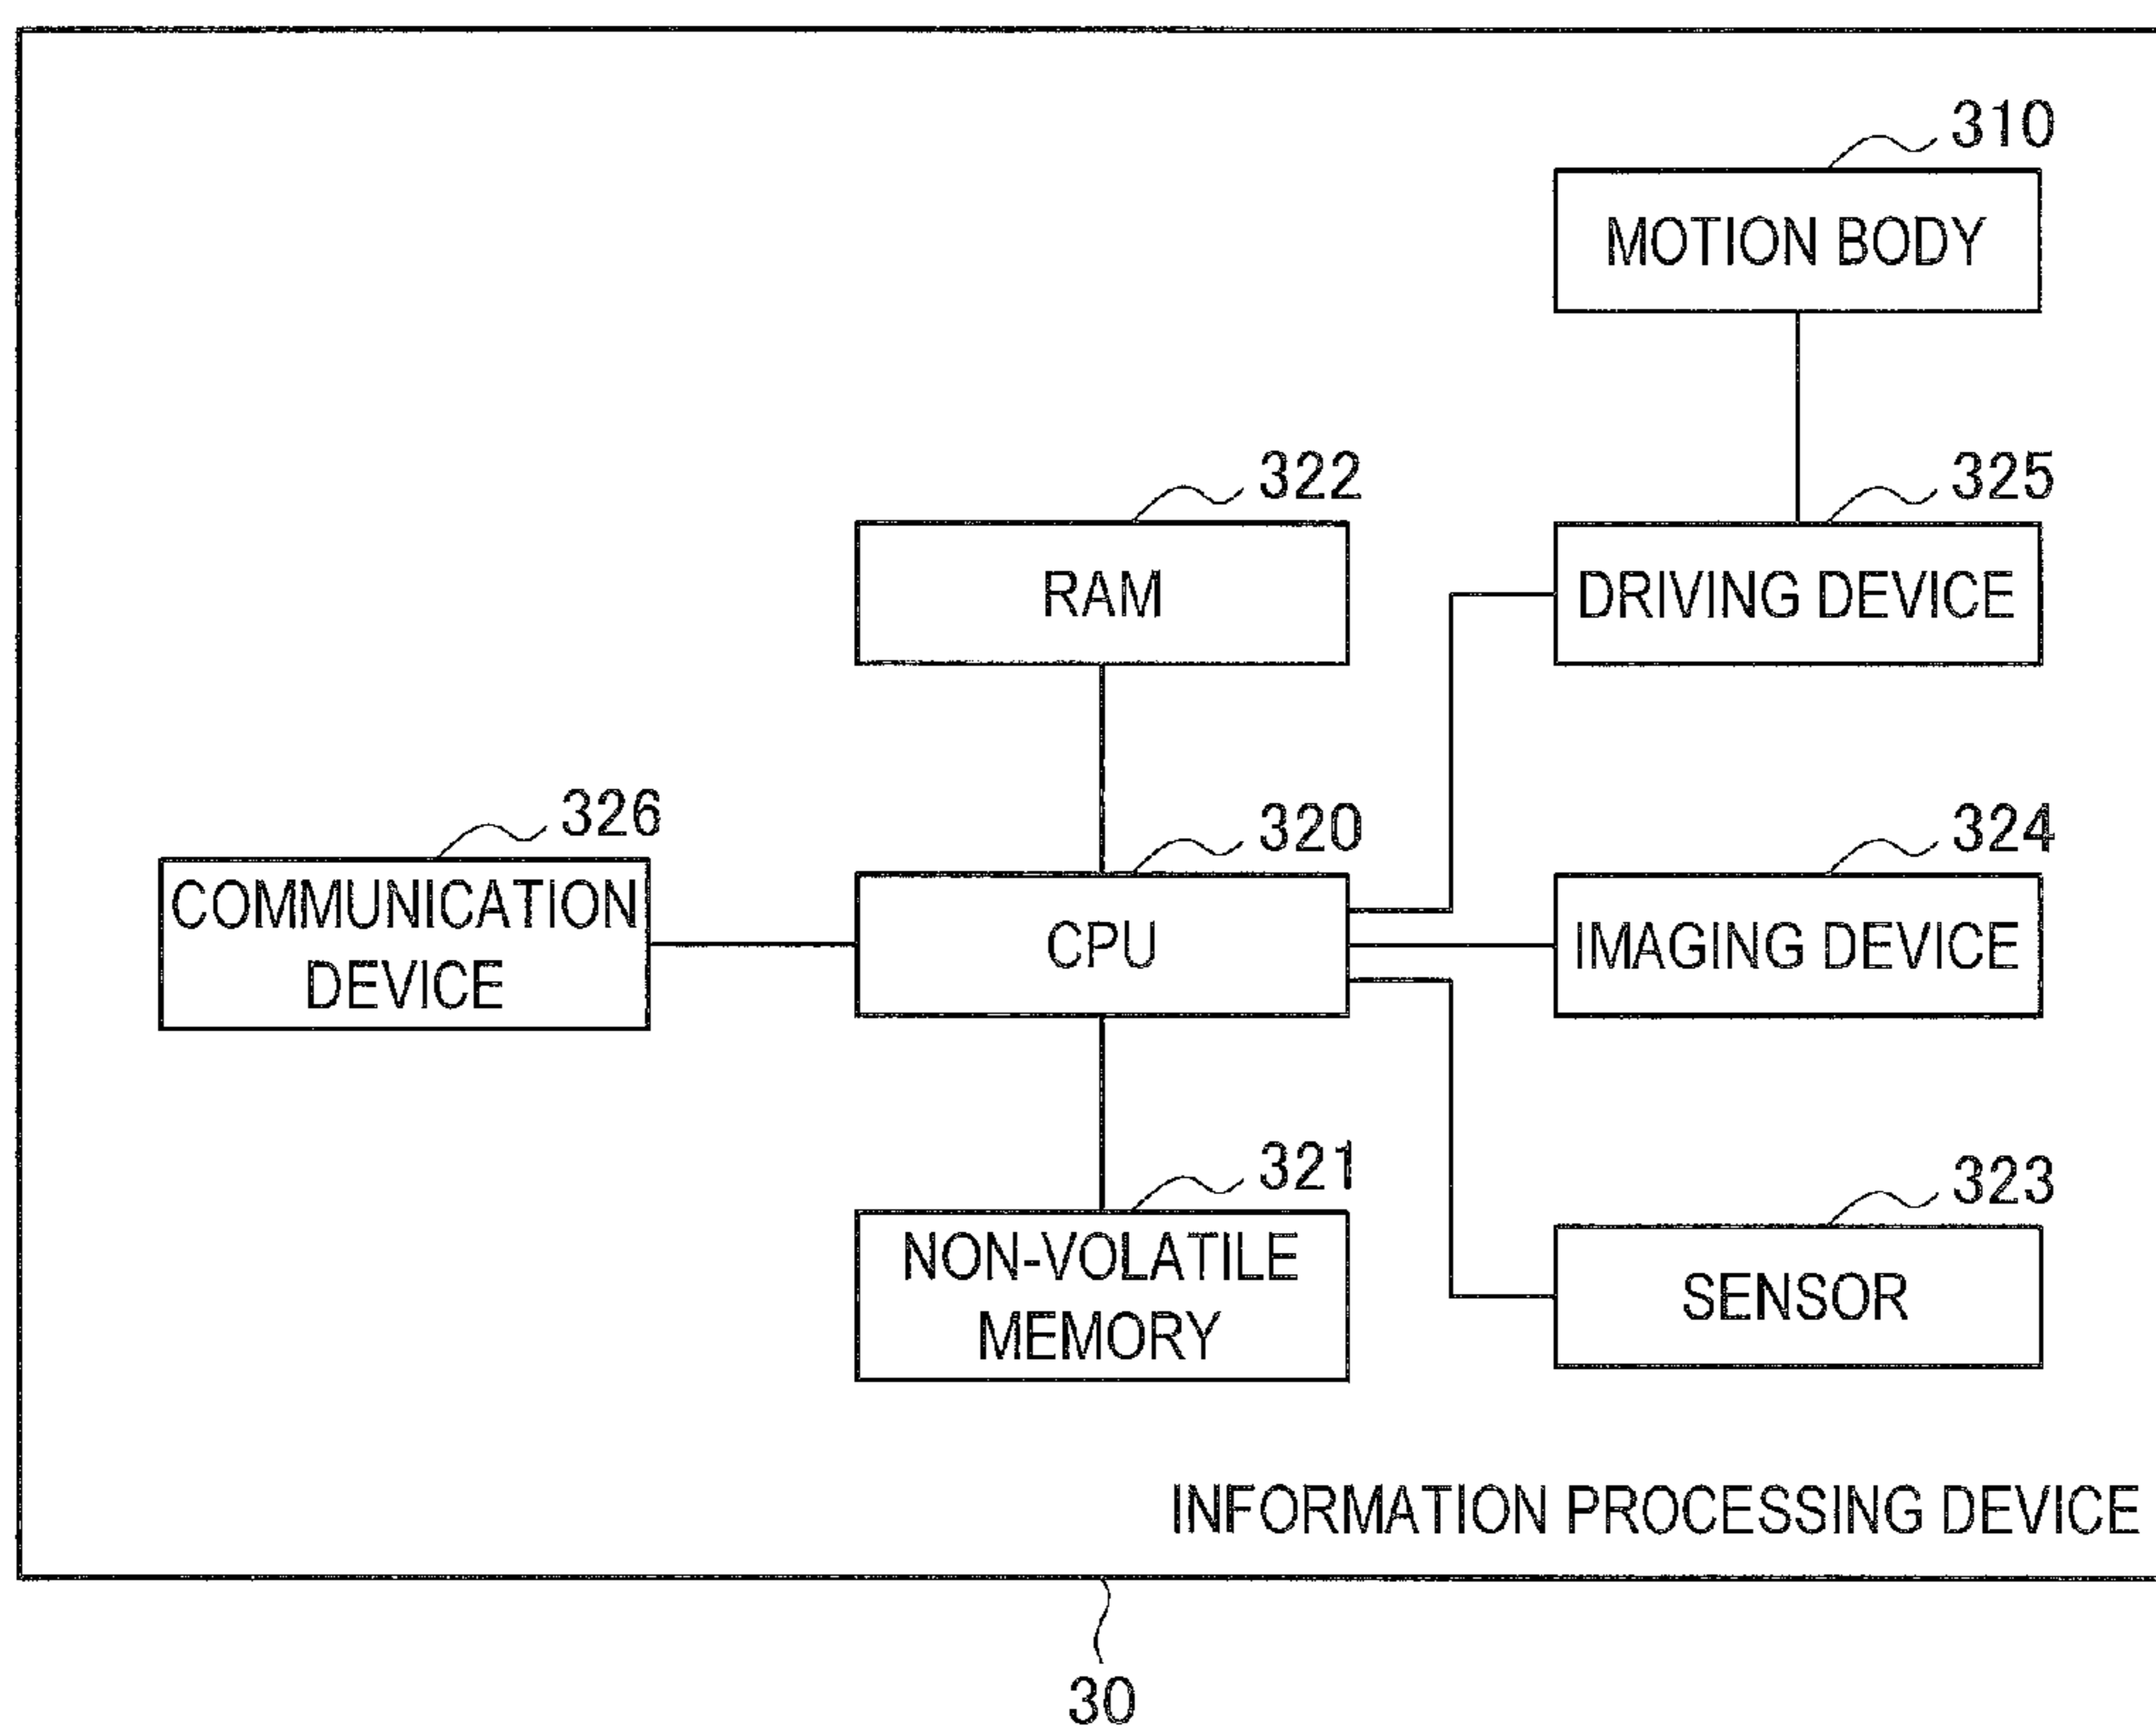 310
MOTION BODY
322
325
RAM
DRIVING DEVICE
326
320
324
COMMUNICATION
DEVICE
CPU
IMAGING DEVICE
321
323
NON-VOLATILE
MEMORY
SENSOR
INFORMATION PROCESSING DEVICE
30